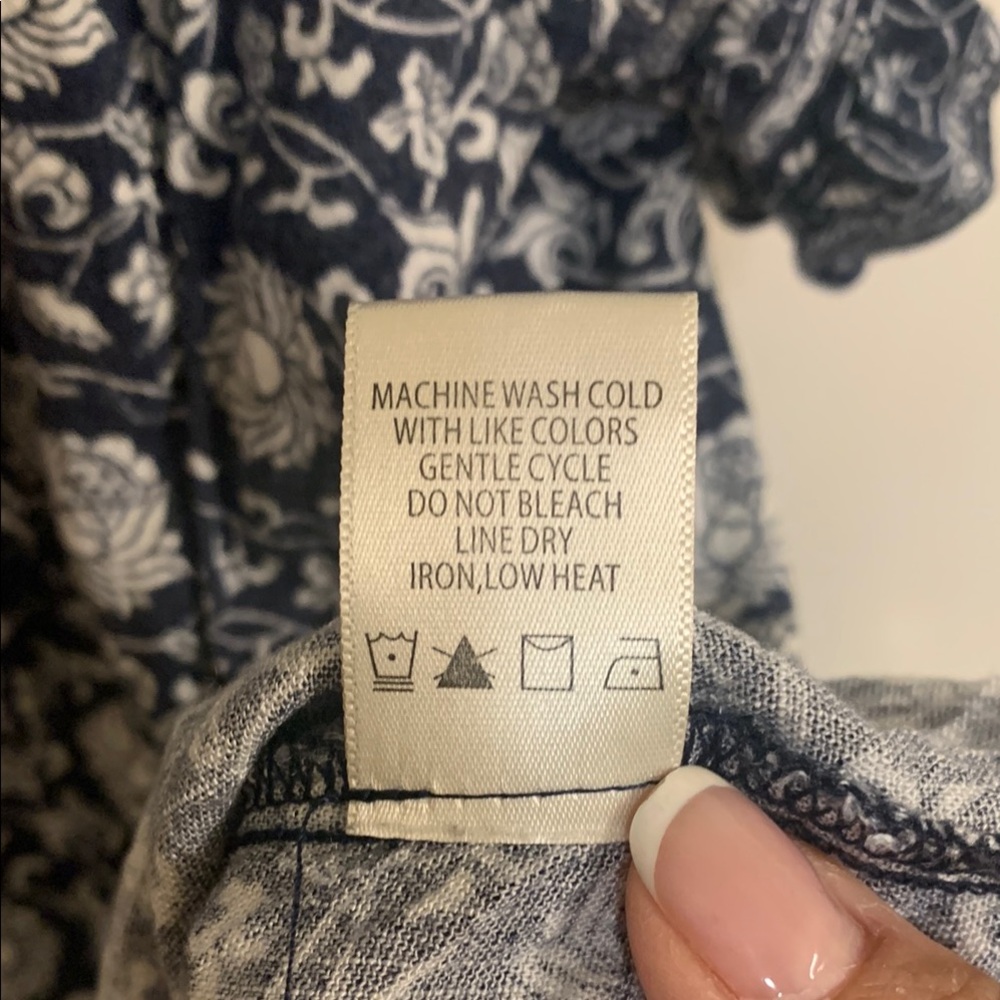 MACHINE WASH COLD
WITH LIKE COLORS
GENTLE CYCLE
DO NOT BLEACH
LINE DRY
IRON,LOW HEAT